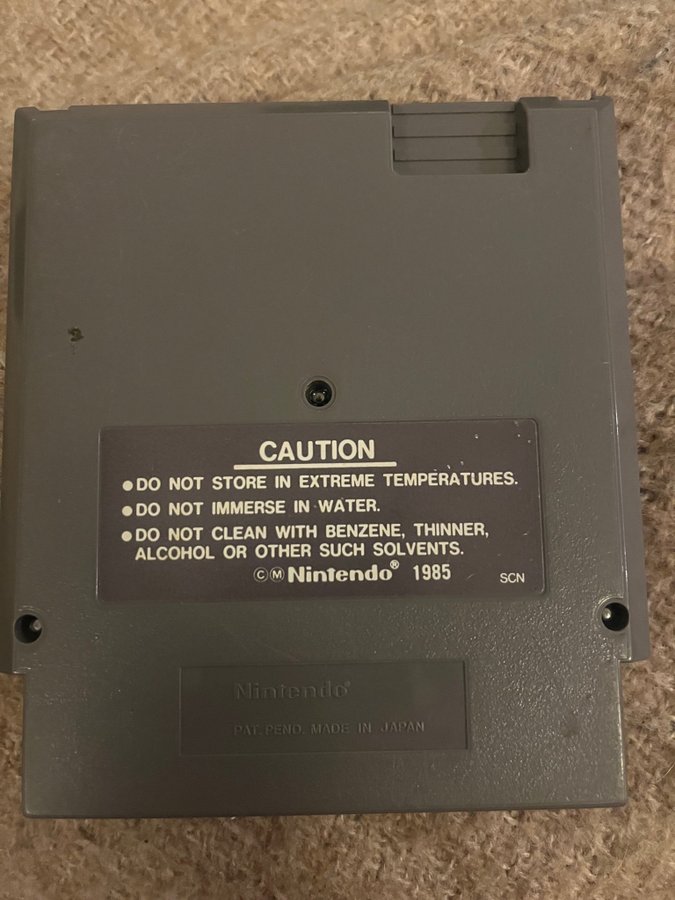 CAUTION
●DO NOT STORE IN EXTREME TEMPERATURES.
●DO NOT IMMERSE IN WATER.
●DO NOT CLEAN WITH BENZENE, THINNER,
ALCOHOL OR OTHER SUCH SOLVENTS.
©Ⓜ Nintendo® 1985 SCN
Nintendo®
PAT. PEND. MADE IN JAPAN